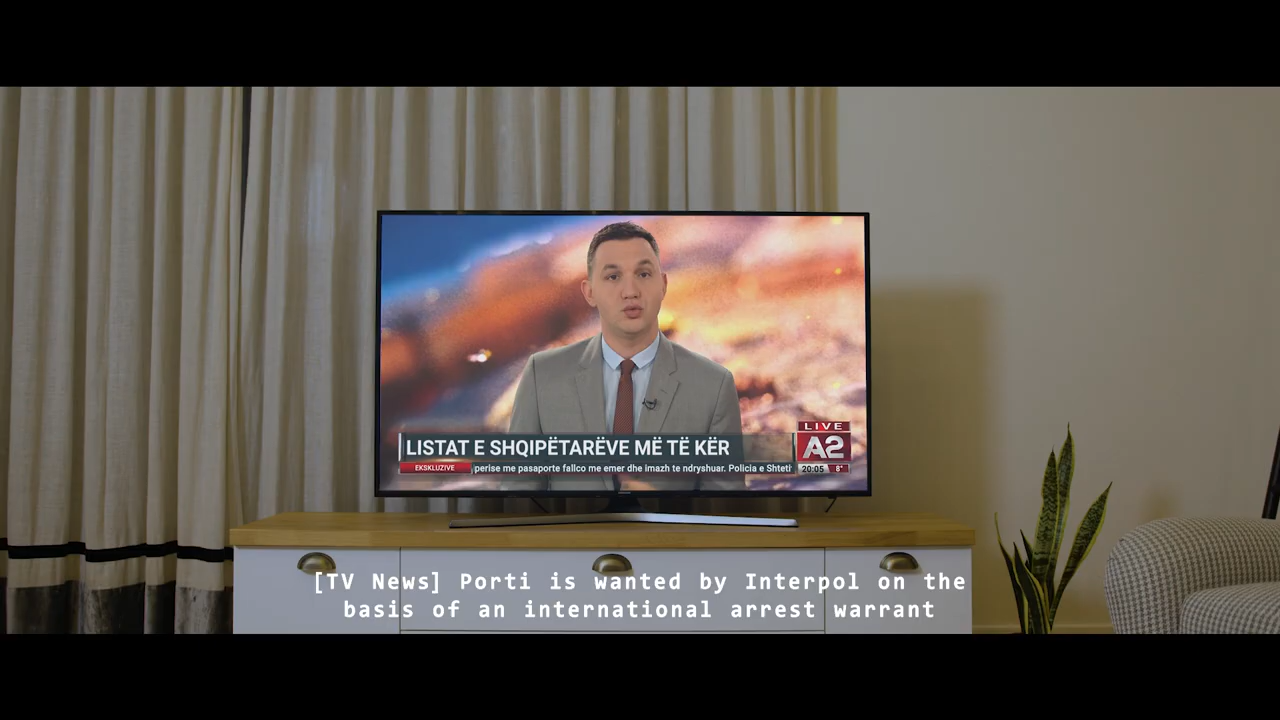 LISTAT E SHQIPËTARËVE MË TË KËR
LIVE
A2
EKSKLUZIVE
perise me pasaporte fallco me emer dhe imazh te ndryshuar. Policia e Shteti
20:05 8°
[TV News] Porti is wanted by Interpol on the
basis of an international arrest warrant